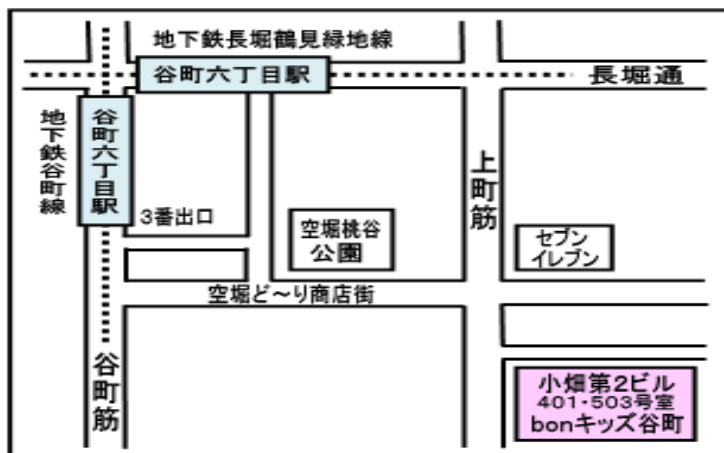 地下鉄長堀鶴見緑地線
谷町六丁目駅
長堀通
地下鉄谷町線
谷町六丁目駅
3番出口
空堀桃谷
公園
上町筋
セブン
イレブン
空堀ど〜り商店街
谷町筋
小畑第2ビル
401・503号室
bonキッズ谷町